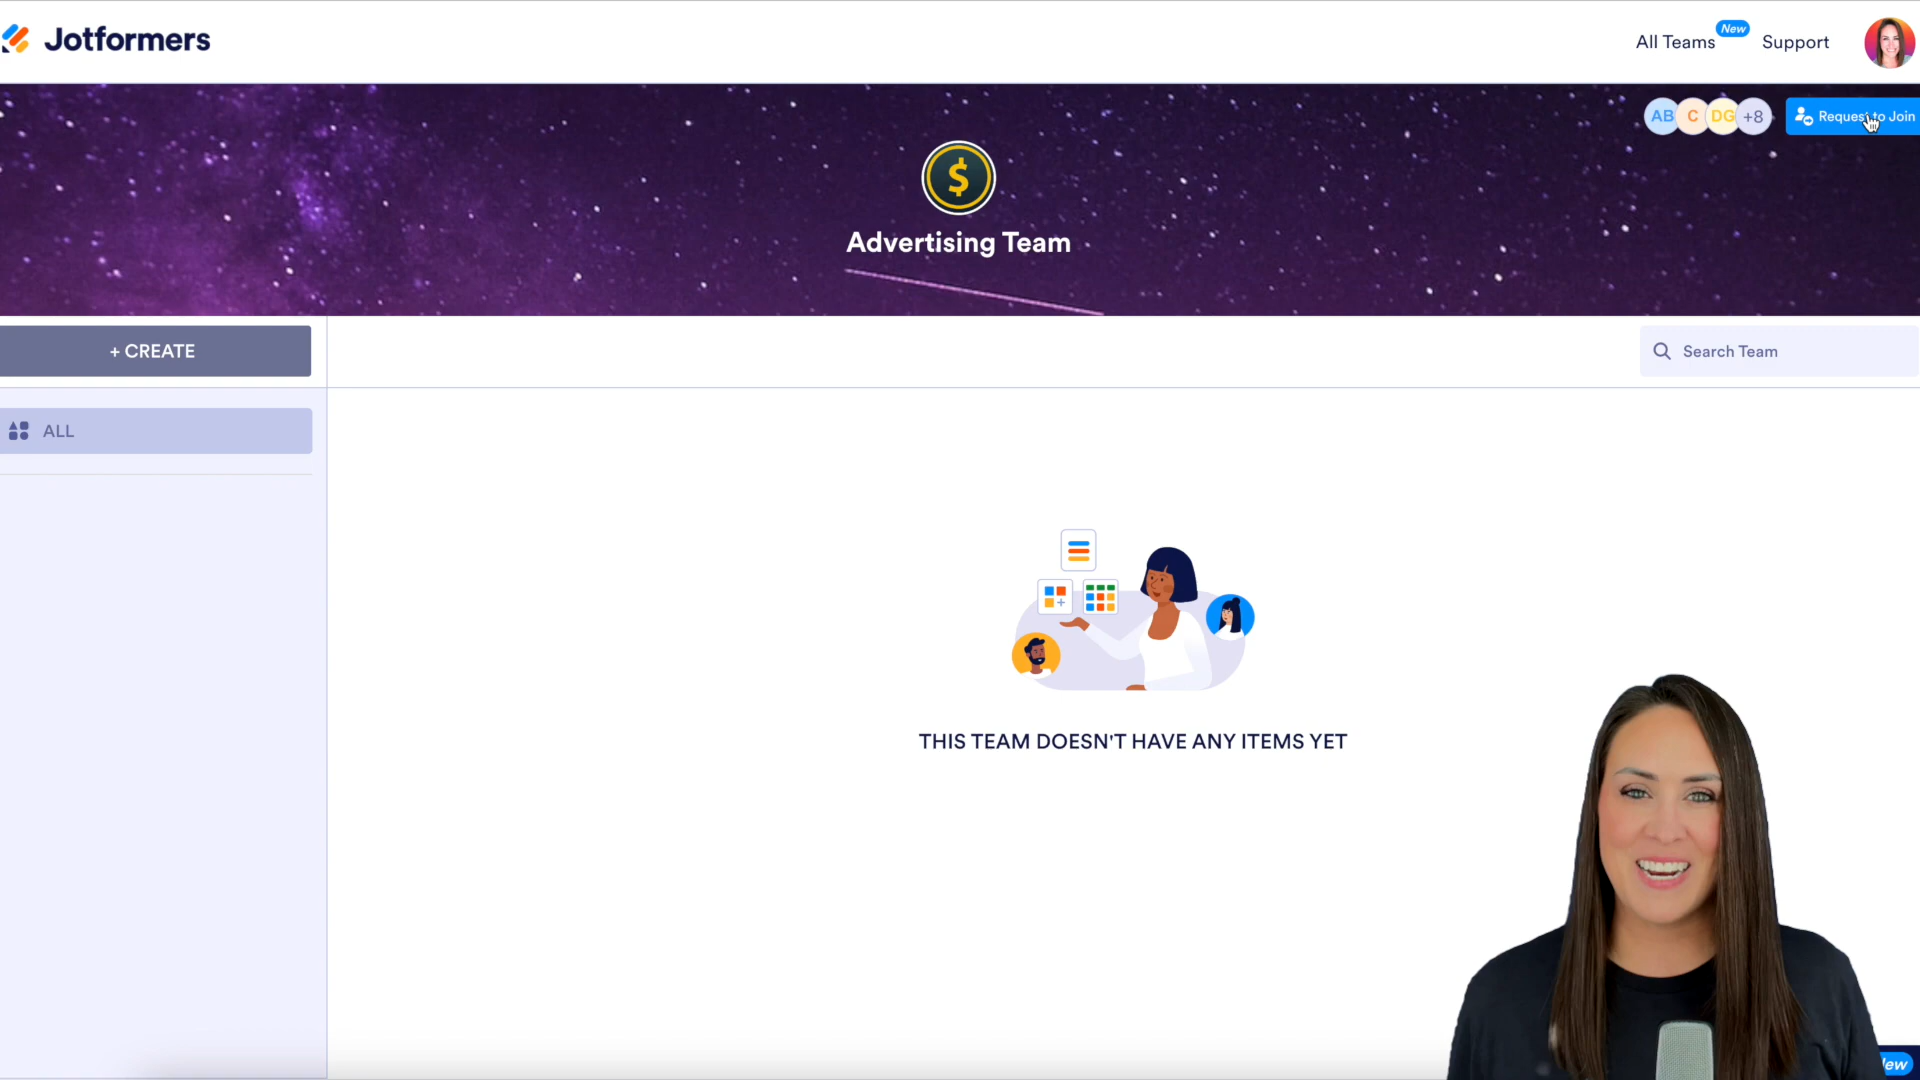 Jotformers
All Teams
New
Support
AB
C
DG
+8
Request to Join
$
Advertising Team
+ CREATE
Search Team
ALL
THIS TEAM DOESN'T HAVE ANY ITEMS YET